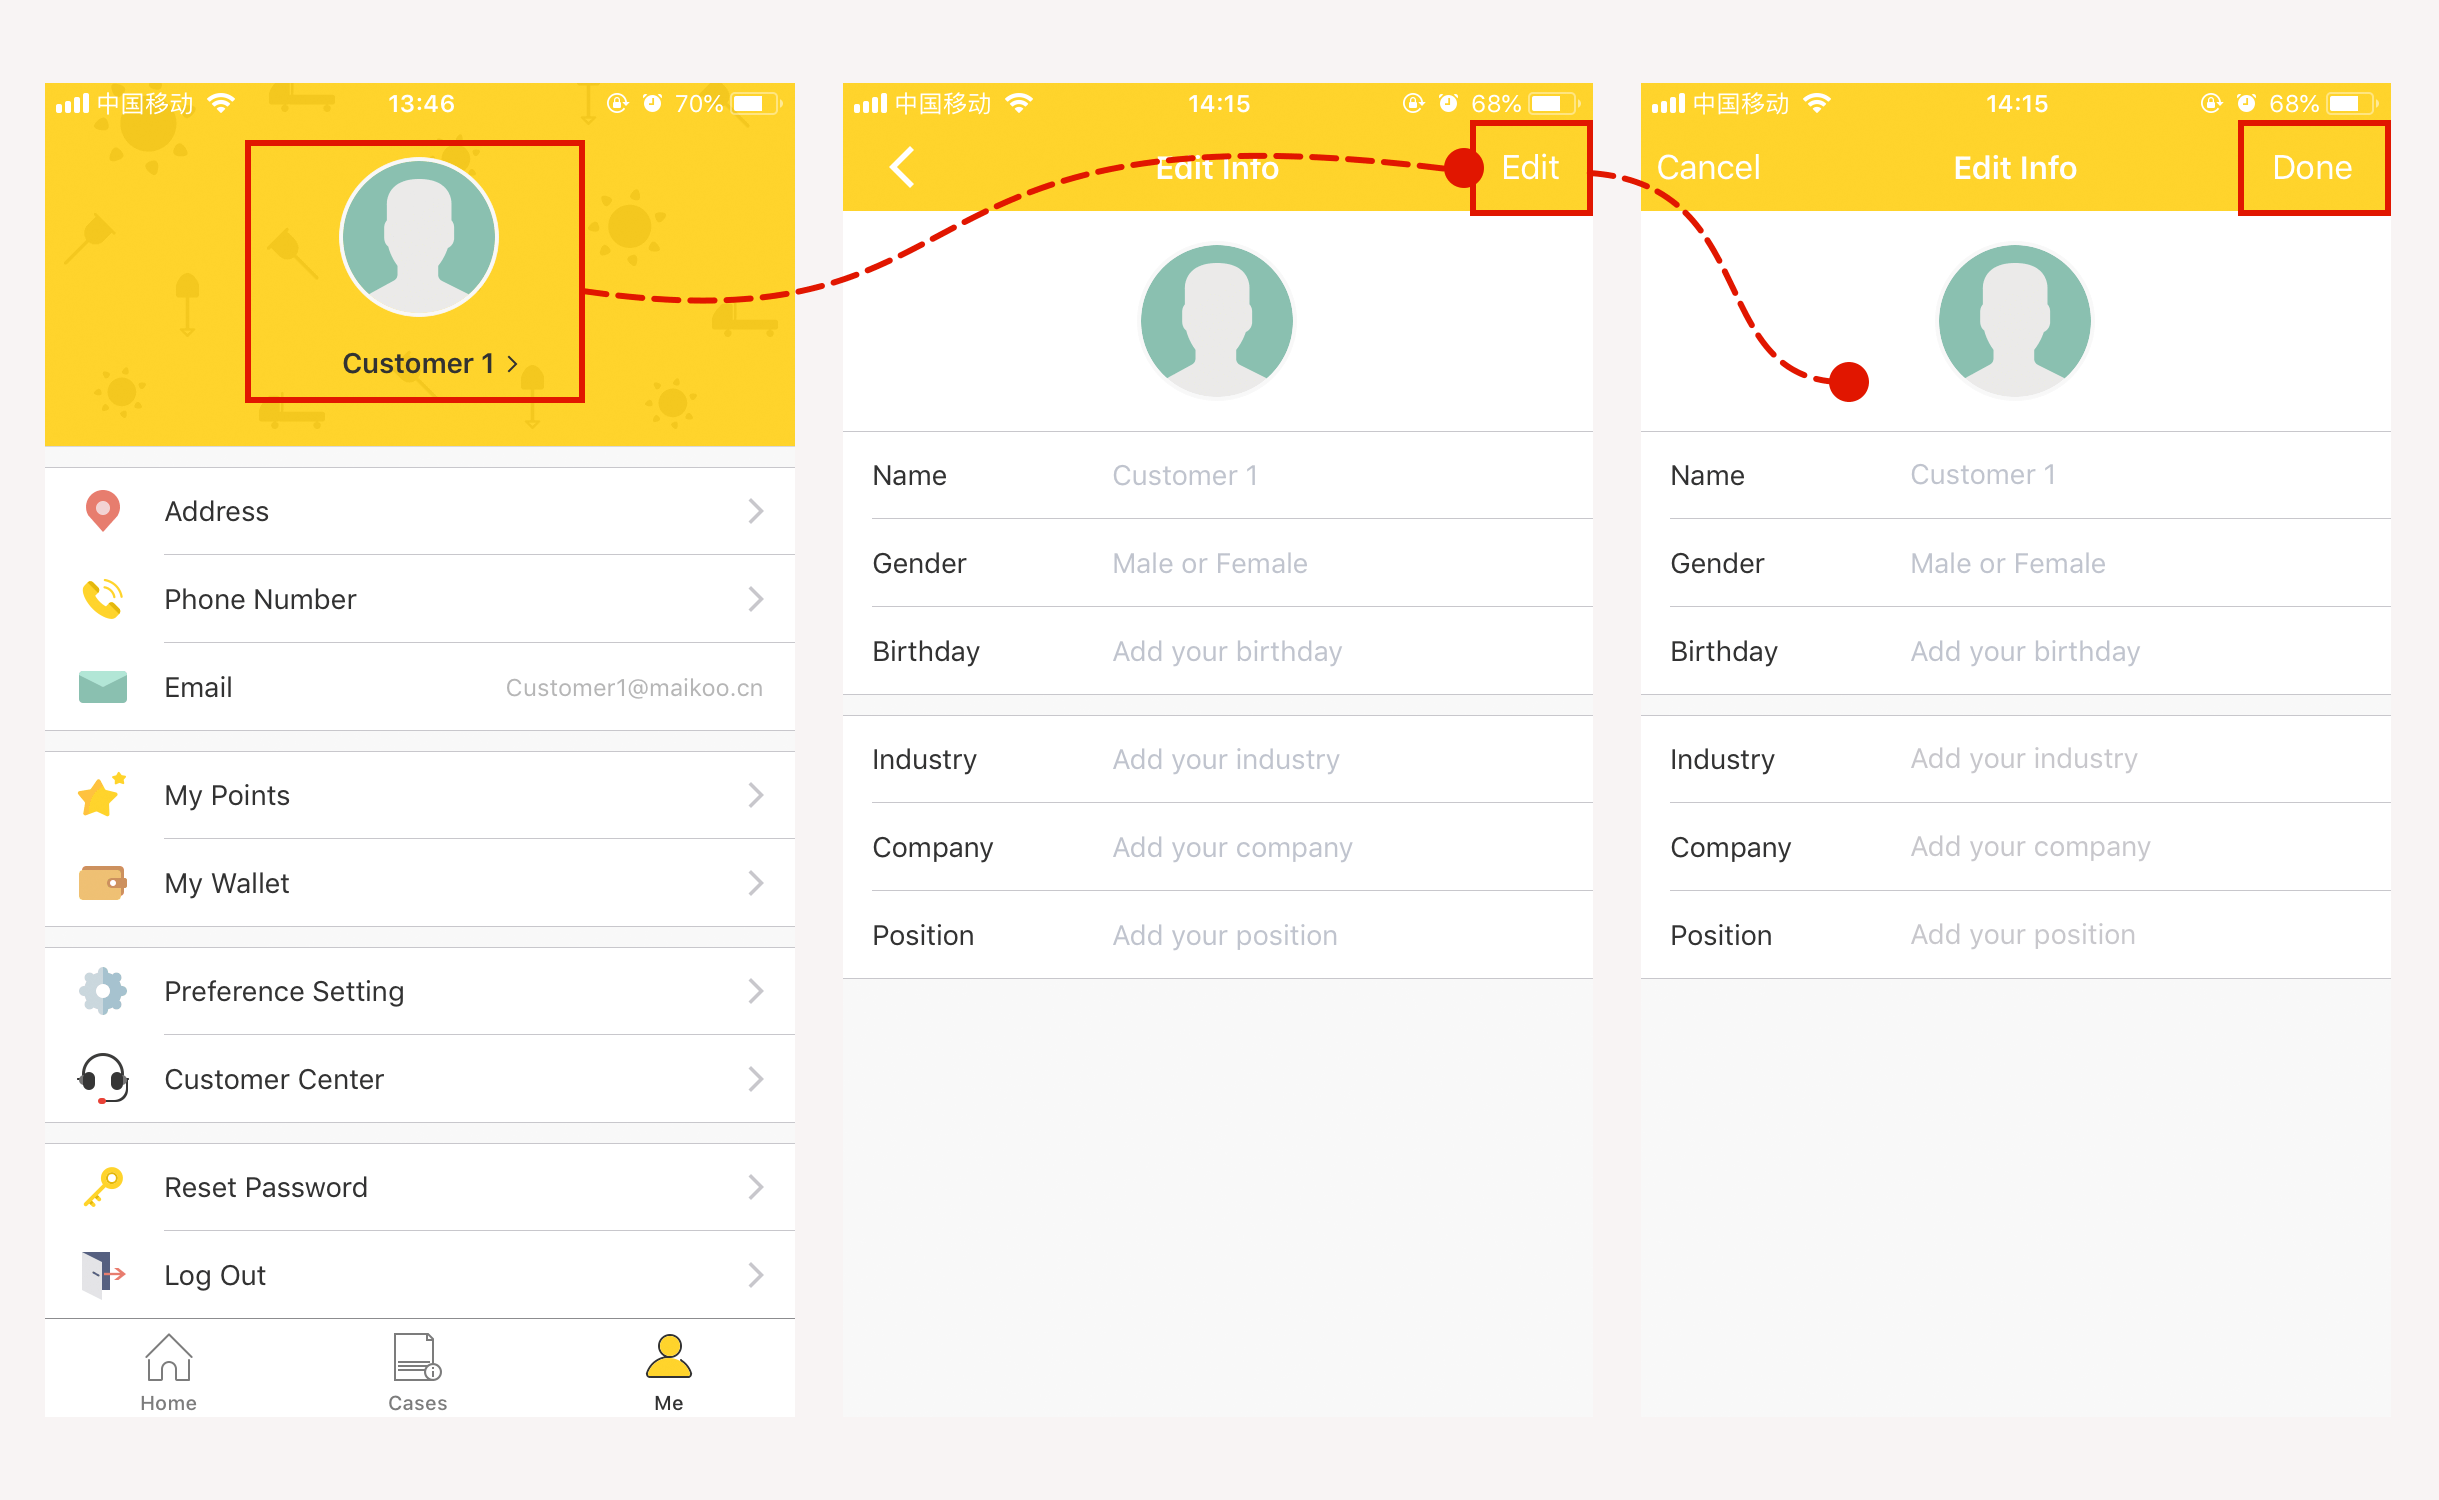 中国移动 13:46 70%
Customer 1 >
Address
Phone Number
Email Customer1@maikoo.cn
My Points
My Wallet
Preference Setting
Customer Center
Reset Password
Log Out
Home Cases Me
中国移动 14:15 68%
Edit Info Edit
Name Customer 1
Gender Male or Female
Birthday Add your birthday
Industry Add your industry
Company Add your company
Position Add your position
中国移动 14:15 68%
Cancel Edit Info Done
Name Customer 1
Gender Male or Female
Birthday Add your birthday
Industry Add your industry
Company Add your company
Position Add your position